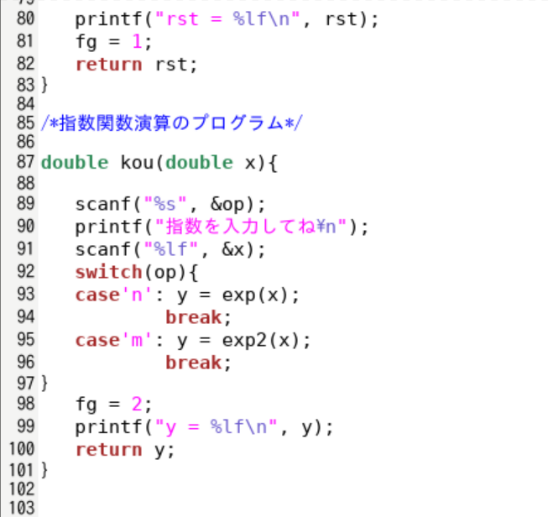 80 printf("rst = %lf\n", rst);
81 fg = 1;
82 return rst;
83 }
84
85 /*指数関数演算のプログラム*/
86
87 double kou(double x){
88
89 scanf("%s", &op);
90 printf("指数を入力してね¥n");
91 scanf("%lf", &x);
92 switch(op){
93 case'n': y = exp(x);
94 break;
95 case'm': y = exp2(x);
96 break;
97 }
98 fg = 2;
99 printf("y = %lf\n", y);
100 return y;
101 }
102
103